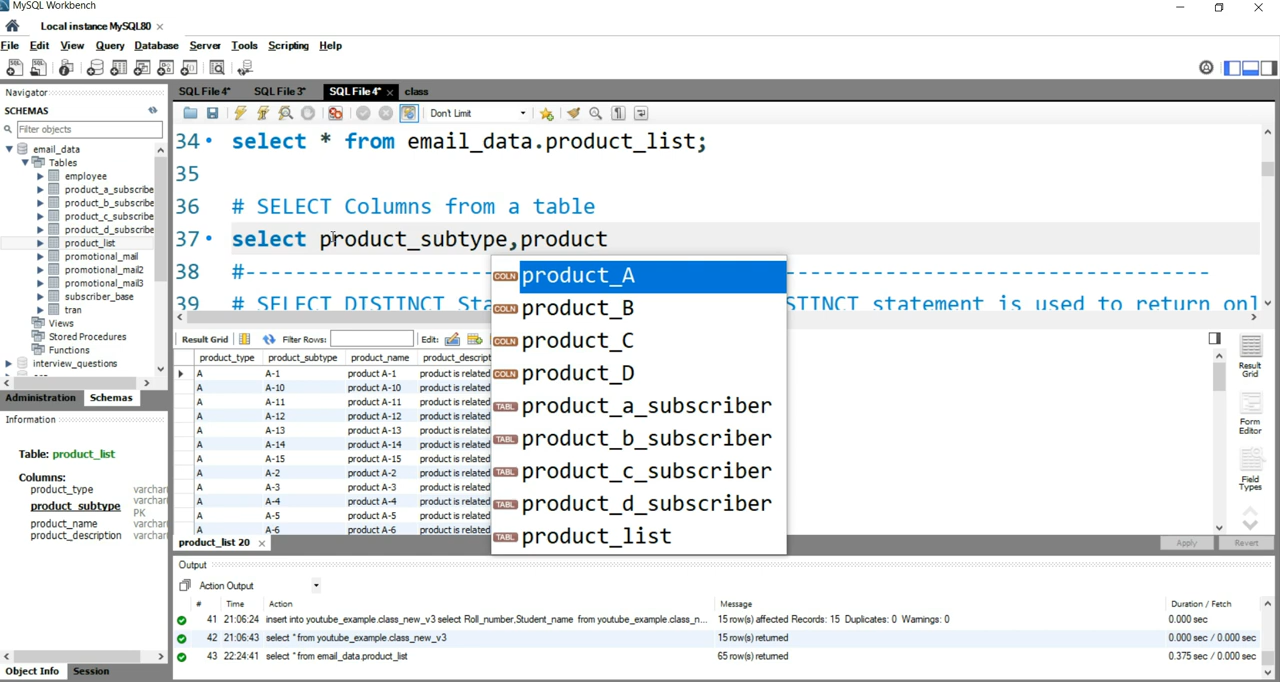 MySQL Workbench
Local instance MySQL80
File Edit View Query Database Server Tools Scripting Help
Navigator
SCHEMAS
Filter objects
email_data
Tables
employee
product_a_subscribe
product_b_subscribe
product_c_subscribe
product_d_subscribe
product_list
promotional_mail
promotional_mail2
promotional_mail3
subscriber_base
tran
Views
Stored Procedures
Functions
interview_questions
Administration Schemas
Information
Table: product_list
Columns:
product_type varchar
product_subtype varchar
PK
product_name varchar
product_description varchar
Object Info Session
SQL File 4* SQL File 3* SQL File 4* class
Don't Limit
34 select * from email_data.product_list;
35
36 # SELECT Columns from a table
37 select product_subtype,product
38 #
39 # SELECT DISTINCT Sta
STINCT statement is used to return onl
COLN product_A
COLN product_B
COLN product_C
COLN product_D
TABL product_a_subscriber
TABL product_b_subscriber
TABL product_c_subscriber
TABL product_d_subscriber
TABL product_list
Result Grid Filter Rows: Edit:
product_type product_subtype product_name product_descript
A A-1 product A-1 product is related
A A-10 product A-10 product is related
A A-11 product A-11 product is related
A A-12 product A-12 product is related
A A-13 product A-13 product is related
A A-14 product A-14 product is related
A A-15 product A-15 product is related
A A-2 product A-2 product is related
A A-3 product A-3 product is related
A A-4 product A-4 product is related
A A-5 product A-5 product is related
A A-6 product A-6 product is related
Result
Grid
Form
Editor
Field
Types
product_list 20
Apply Revert
Output
Action Output
# Time Action Message Duration / Fetch
41 21:06:24 insert into youtube_example.class_new_v3 select Roll_number,Student_name from youtube_example.class_n... 15 row(s) affected Records: 15 Duplicates: 0 Warnings: 0 0.000 sec
42 21:06:43 select * from youtube_example.class_new_v3 15 row(s) returned 0.000 sec / 0.000 sec
43 22:24:41 select * from email_data.product_list 65 row(s) returned 0.375 sec / 0.000 sec